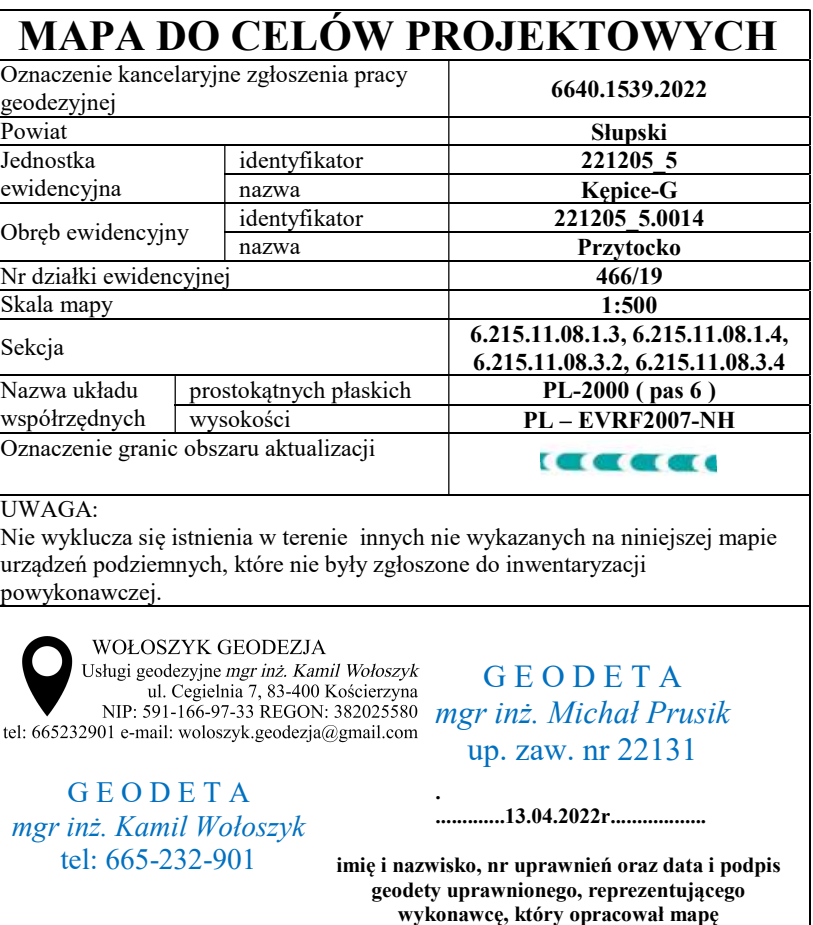 MAPA DO CELÓW PROJEKTOWYCH
Oznaczenie kancelaryjne zgłoszenia pracy
geodezyjnej
6640.1539.2022
Powiat
Słupski
Jednostka
ewidencyjna
identyfikator
221205_5
nazwa
Kępice-G
Obręb ewidencyjny
identyfikator
221205_5.0014
nazwa
Przytocko
Nr działki ewidencyjnej
466/19
Skala mapy
1:500
Sekcja
6.215.11.08.1.3, 6.215.11.08.1.4,
6.215.11.08.3.2, 6.215.11.08.3.4
Nazwa układu
współrzędnych
prostokątnych płaskich
PL-2000 ( pas 6 )
wysokości
PL – EVRF2007-NH
Oznaczenie granic obszaru aktualizacji
UWAGA:
Nie wyklucza się istnienia w terenie innych nie wykazanych na niniejszej mapie
urządzeń podziemnych, które nie były zgłoszone do inwentaryzacji
powykonawczej.
WOŁOSZYK GEODEZJA
Usługi geodezyjne mgr inż. Kamil Wołoszyk
ul. Cegielnia 7, 83-400 Kościerzyna
NIP: 591-166-97-33 REGON: 382025580
tel: 665232901 e-mail: woloszyk.geodezja@gmail.com
G E O D E T A
mgr inż. Michał Prusik
up. zaw. nr 22131
G E O D E T A
mgr inż. Kamil Wołoszyk
tel: 665-232-901
.
.............13.04.2022r..................
imię i nazwisko, nr uprawnień oraz data i podpis
geodety uprawnionego, reprezentującego
wykonawcę, który opracował mapę